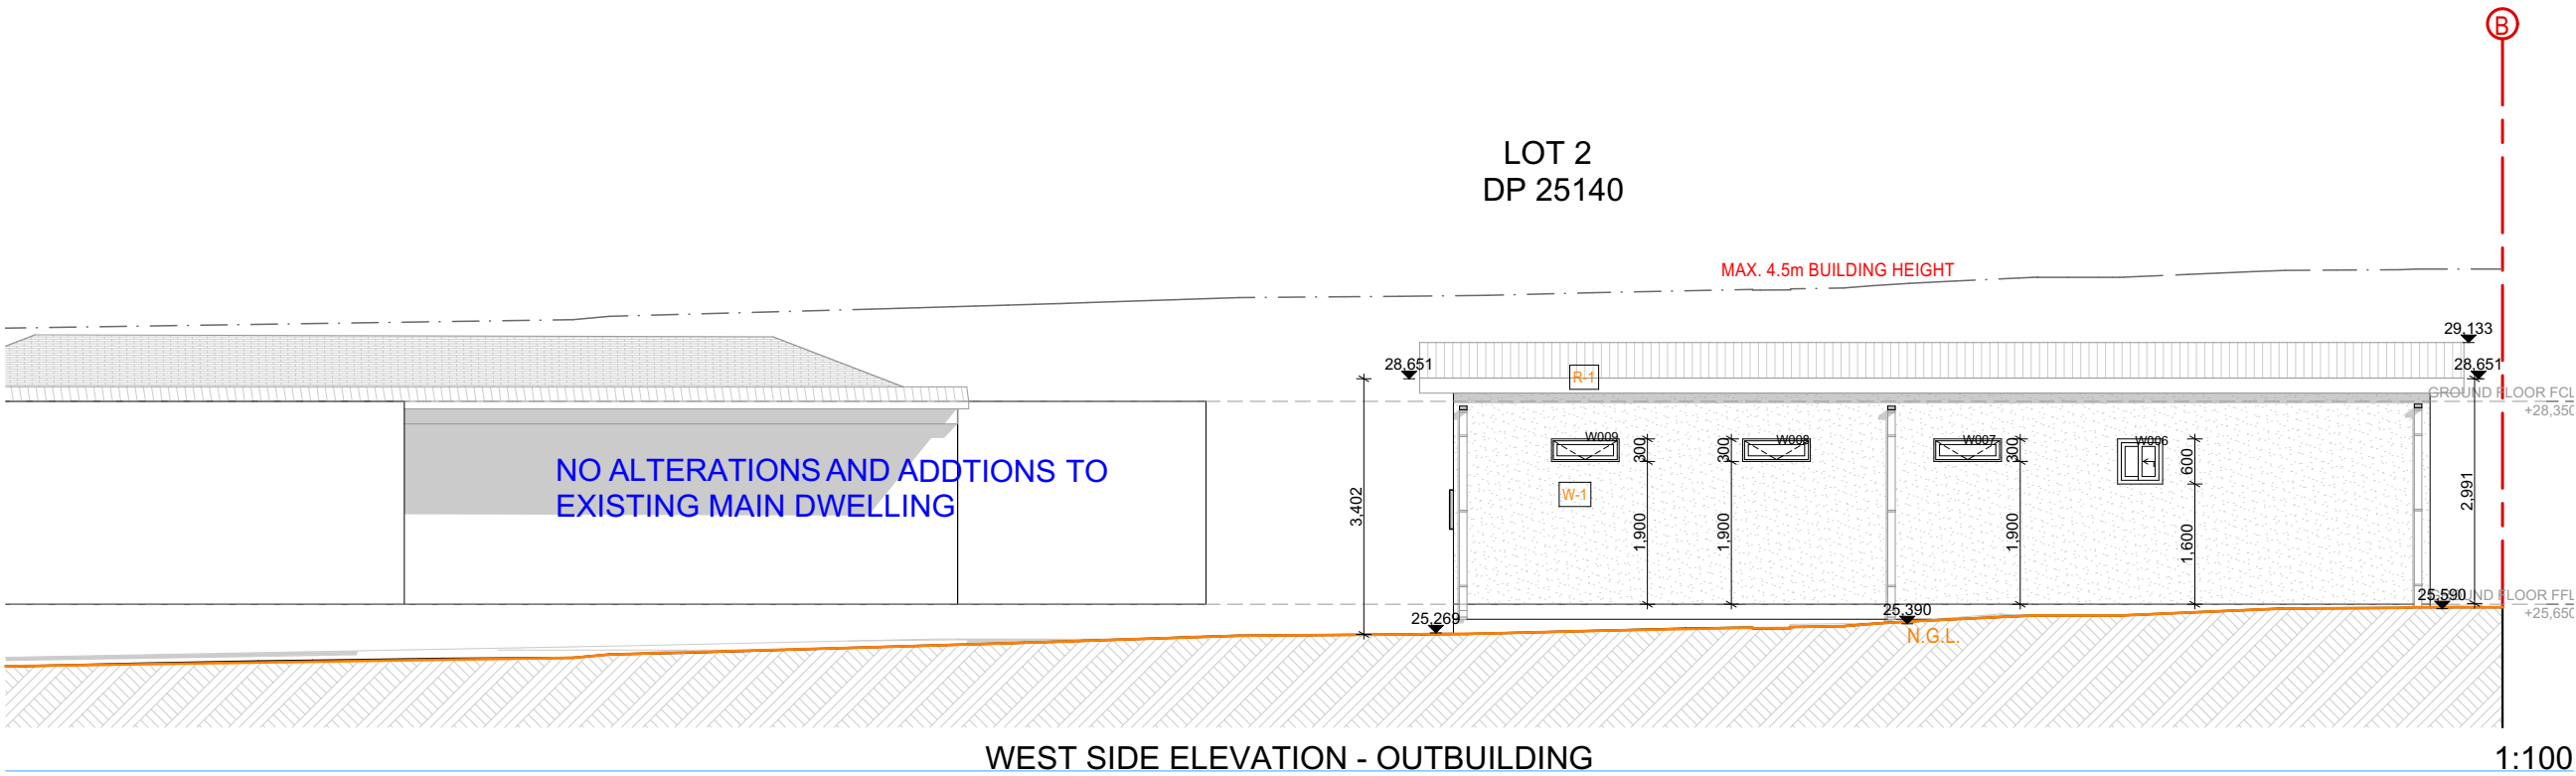 B
LOT 2
DP 25140
MAX. 4.5m BUILDING HEIGHT
29,133
28,651
28,651
R-1
GROUND FLOOR FCL
+28,350
W009
W008
W007
W006
300
300
300
600
NO ALTERATIONS AND ADDTIONS TO
EXISTING MAIN DWELLING
W-1
3,402
1,900
1,900
1,900
1,600
2,991
25,269
25,390
25,590
GROUND FLOOR FFL
+25,650
N.G.L.
WEST SIDE ELEVATION - OUTBUILDING
1:100